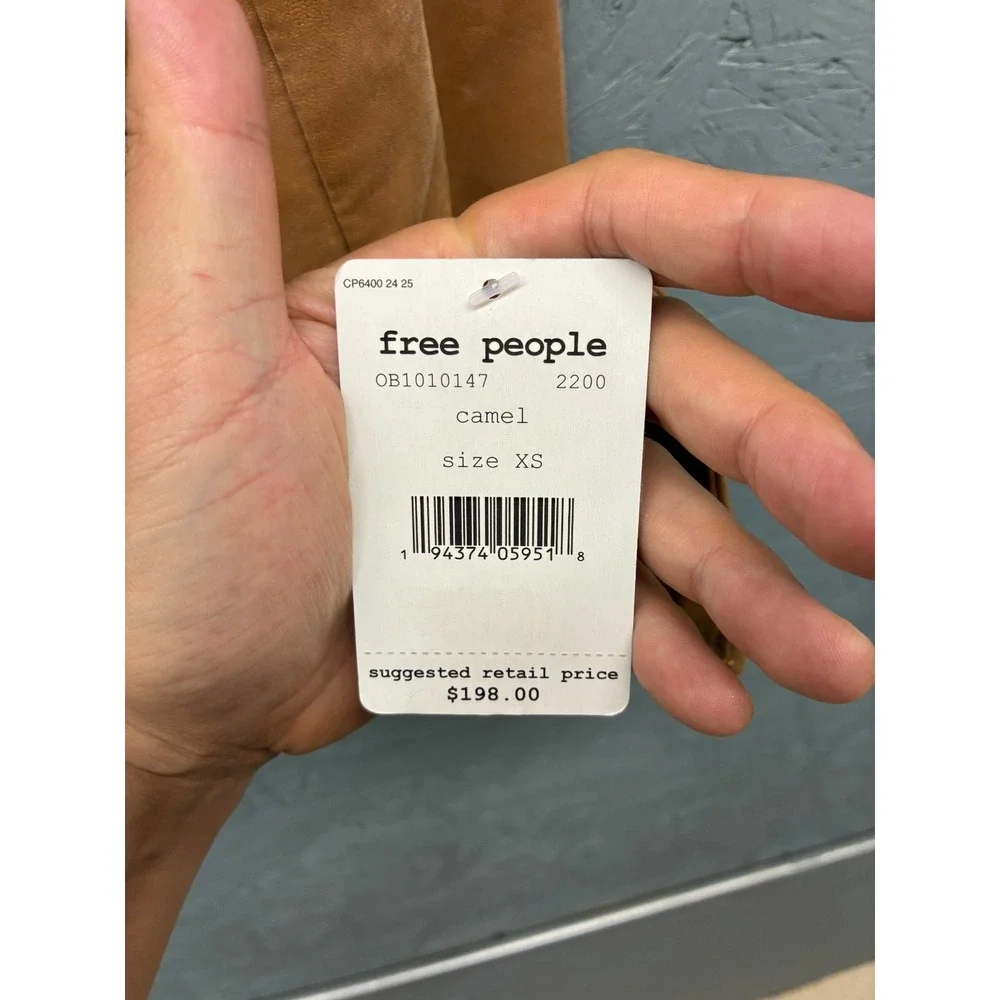 CP6400 24 25
free people
OB1010147 2200
camel
size XS
1 94374 05951 8
suggested retail price
$198.00